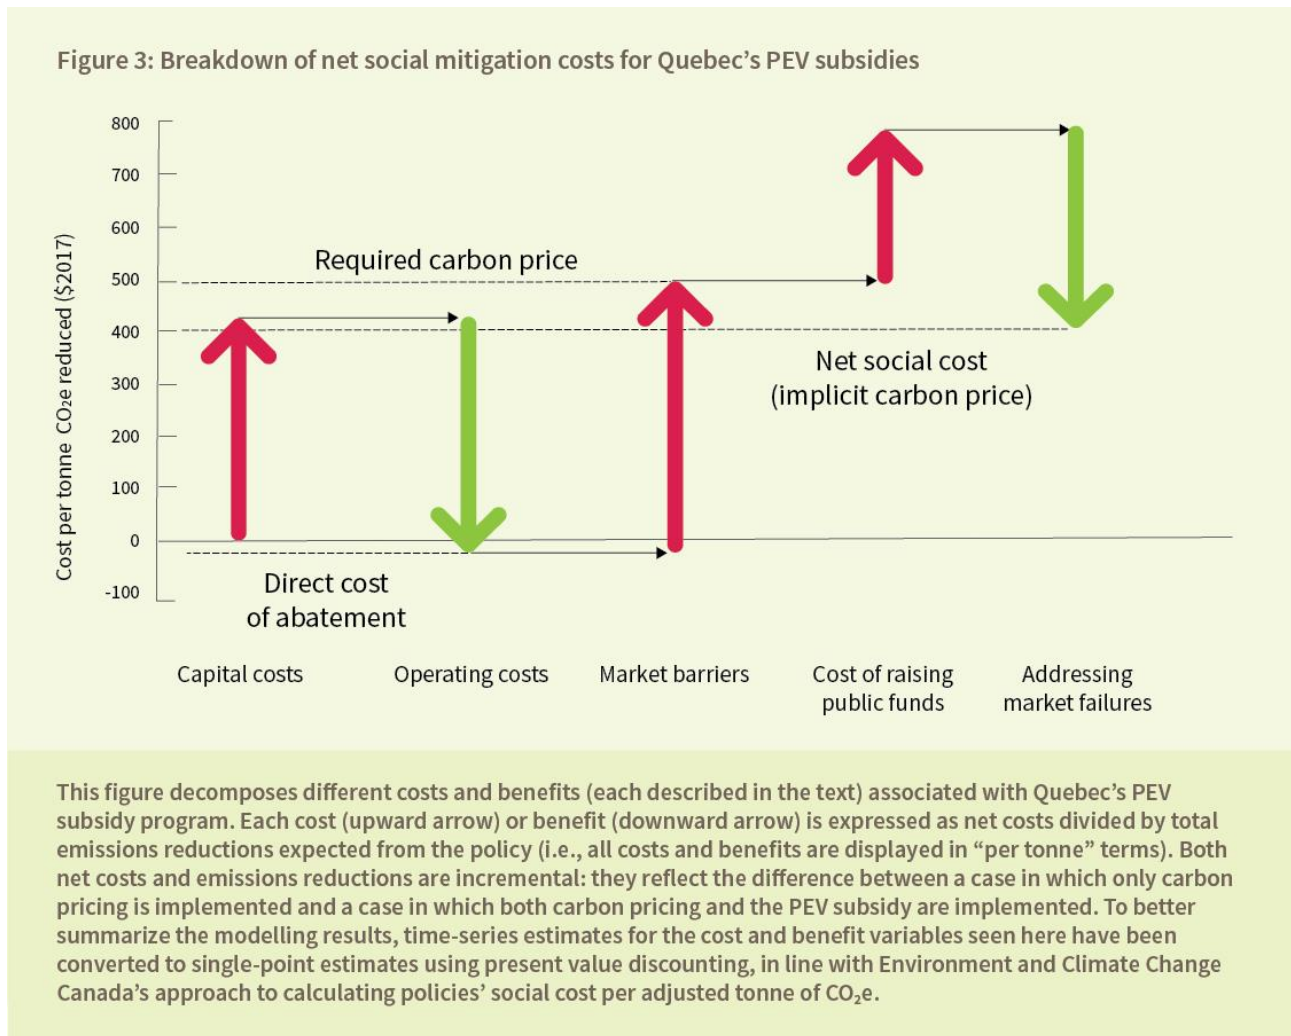 Figure 3: Breakdown of net social mitigation costs for Quebec’s PEV subsidies
Cost per tonne CO2e reduced ($2017)
800
700
600
500
400
300
200
100
0
-100
Required carbon price
Net social cost
(implicit carbon price)
Direct cost
of abatement
Capital costs
Operating costs
Market barriers
Cost of raising
public funds
Addressing
market failures
This figure decomposes different costs and benefits (each described in the text) associated with Quebec’s PEV
subsidy program. Each cost (upward arrow) or benefit (downward arrow) is expressed as net costs divided by total
emissions reductions expected from the policy (i.e., all costs and benefits are displayed in “per tonne” terms). Both
net costs and emissions reductions are incremental: they reflect the difference between a case in which only carbon
pricing is implemented and a case in which both carbon pricing and the PEV subsidy are implemented. To better
summarize the modelling results, time-series estimates for the cost and benefit variables seen here have been
converted to single-point estimates using present value discounting, in line with Environment and Climate Change
Canada’s approach to calculating policies’ social cost per adjusted tonne of CO₂e.